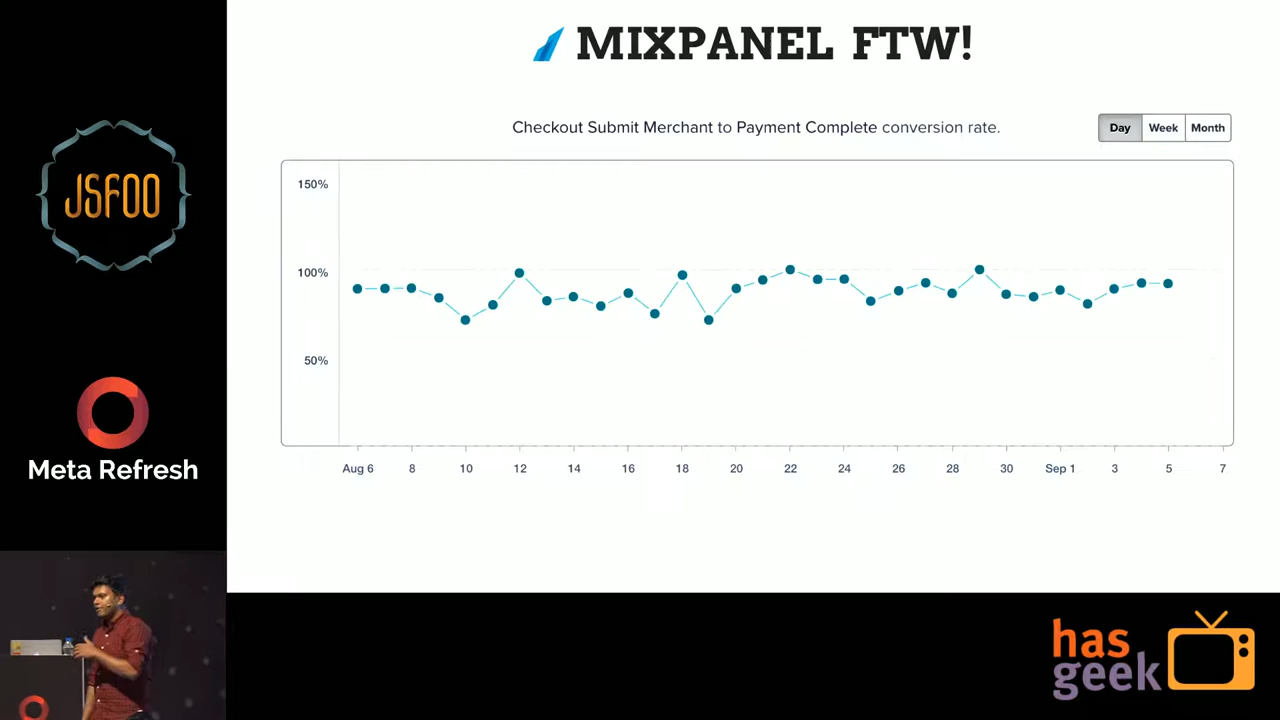 MIXPANEL FTW!
Checkout Submit Merchant to Payment Complete conversion rate.
Day Week Month
150%
100%
50%
Aug 6 8 10 12 14 16 18 20 22 24 26 28 30 Sep 1 3 5 7
JSFOO
Meta Refresh
has
geek